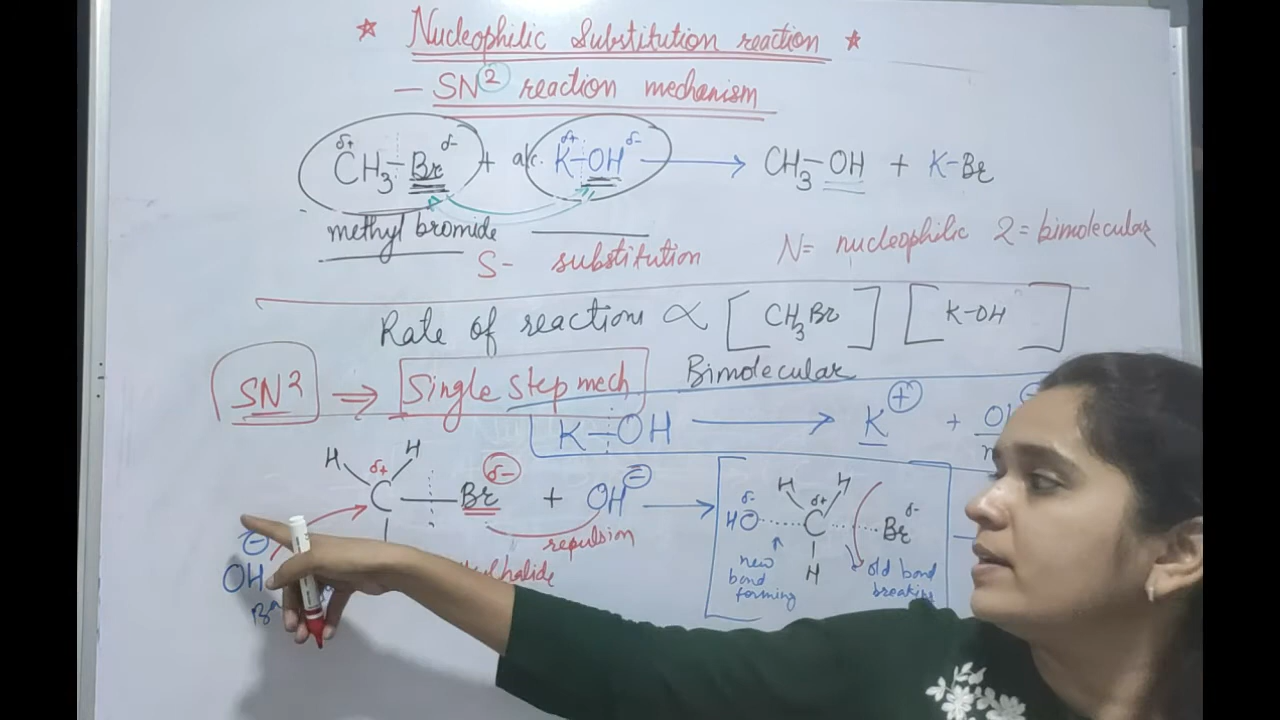 * Nucleophilic Substitution reaction *
— SN² reaction mechanism
δ+ δ- δ+ δ-
CH₃-Br + alc. K-OH → CH₃-OH + K-Br
methyl bromide
S- substitution N= nucleophilic 2= bimolecular
Rate of reaction ∝ [CH₃Br] [K-OH]
SN² ⇒ Single step mech Bimolecular
K-OH → K⊕ +
H H
δ+ δ-
C — Br + OH⊖ →
repulsion
⊖
OH
halide
H H
δ- δ+ δ-
HO ..... C ..... Br
H
new bond forming
old bond breaking